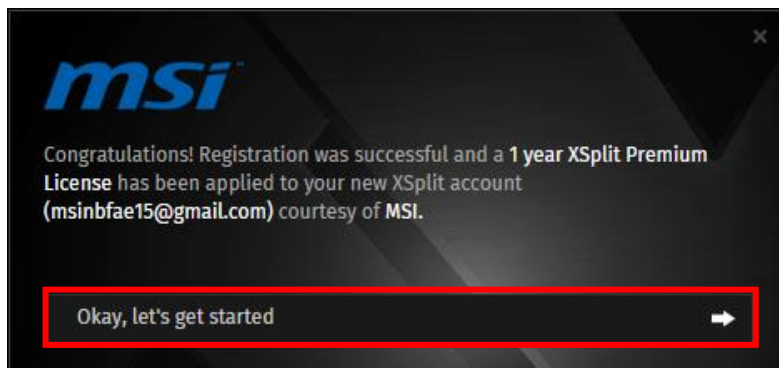 msi
Congratulations! Registration was successful and a 1 year XSplit Premium
License has been applied to your new XSplit account
(msinbfae15@gmail.com) courtesy of MSI.
Okay, let's get started